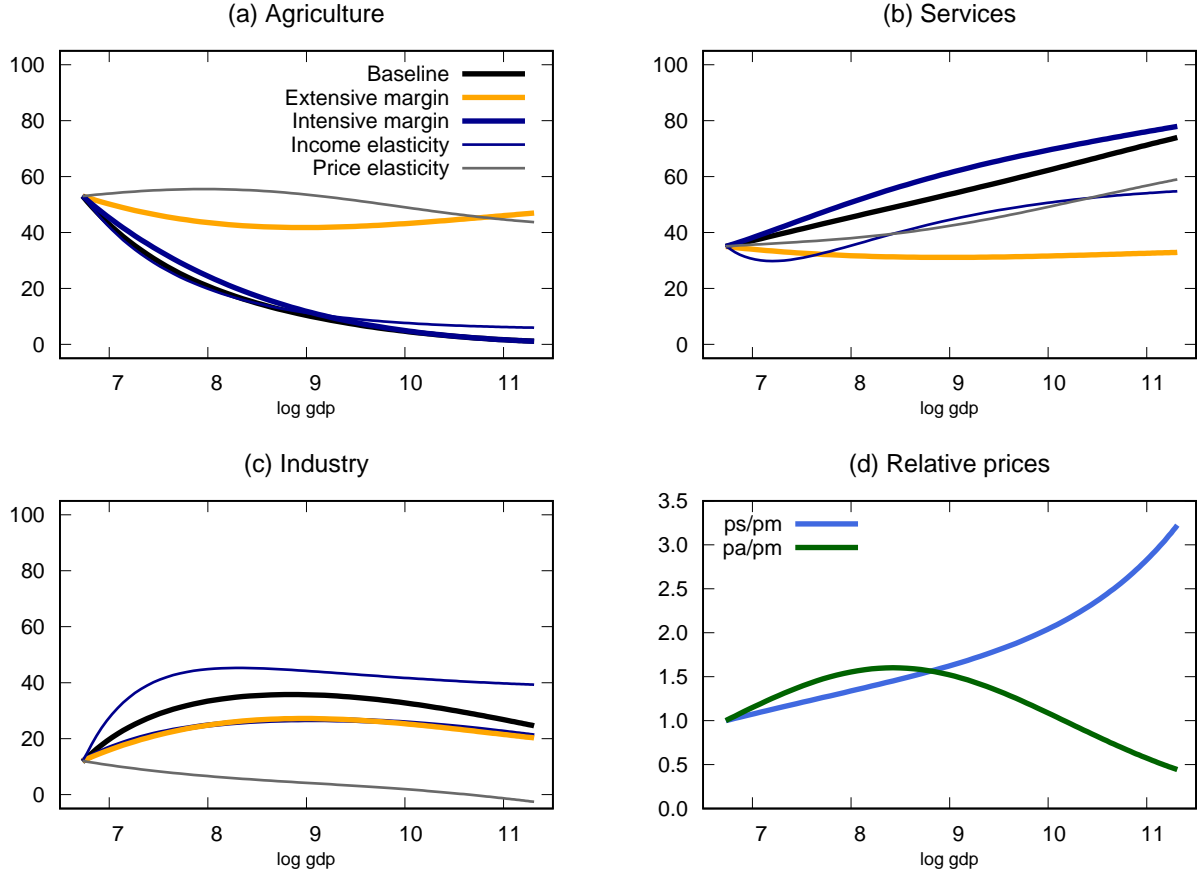 (a) Agriculture
100
80
60
40
20
0
Baseline
Extensive margin
Intensive margin
Income elasticity
Price elasticity
7 8 9 10 11
log gdp
(b) Services
100
80
60
40
20
0
7 8 9 10 11
log gdp
(c) Industry
100
80
60
40
20
0
7 8 9 10 11
log gdp
(d) Relative prices
3.5
3.0
2.5
2.0
1.5
1.0
0.5
0.0
ps/pm
pa/pm
7 8 9 10 11
log gdp